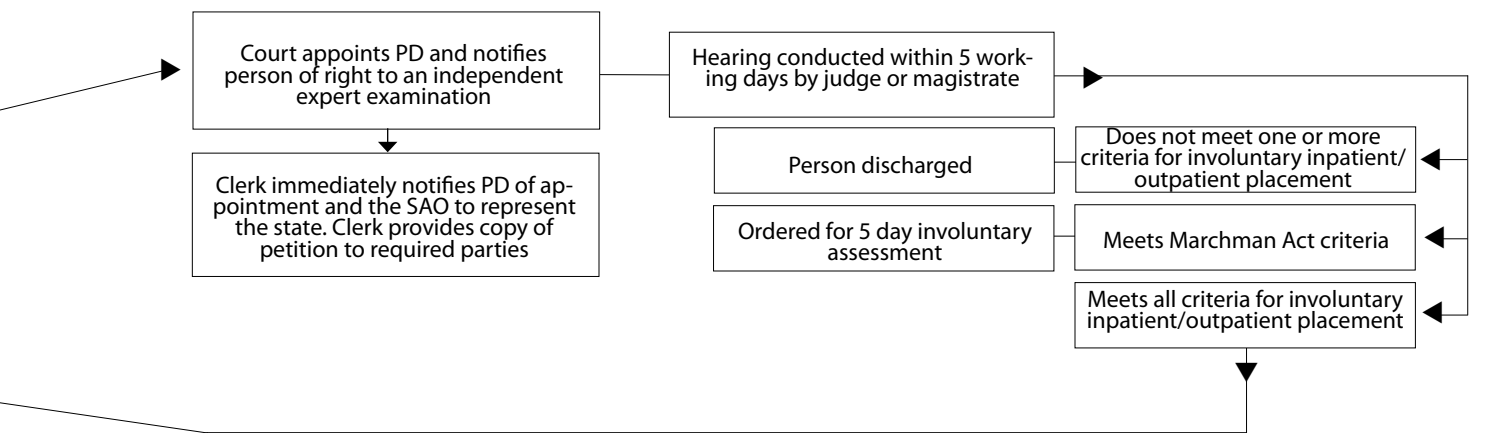 Court appoints PD and notifies
person of right to an independent
expert examination
Clerk immediately notifies PD of ap-
pointment and the SAO to represent
the state. Clerk provides copy of
petition to required parties
Hearing conducted within 5 work-
ing days by judge or magistrate
Does not meet one or more
criteria for involuntary inpatient/
outpatient placement
Person discharged
Meets Marchman Act criteria
Ordered for 5 day involuntary
assessment
Meets all criteria for involuntary
inpatient/outpatient placement